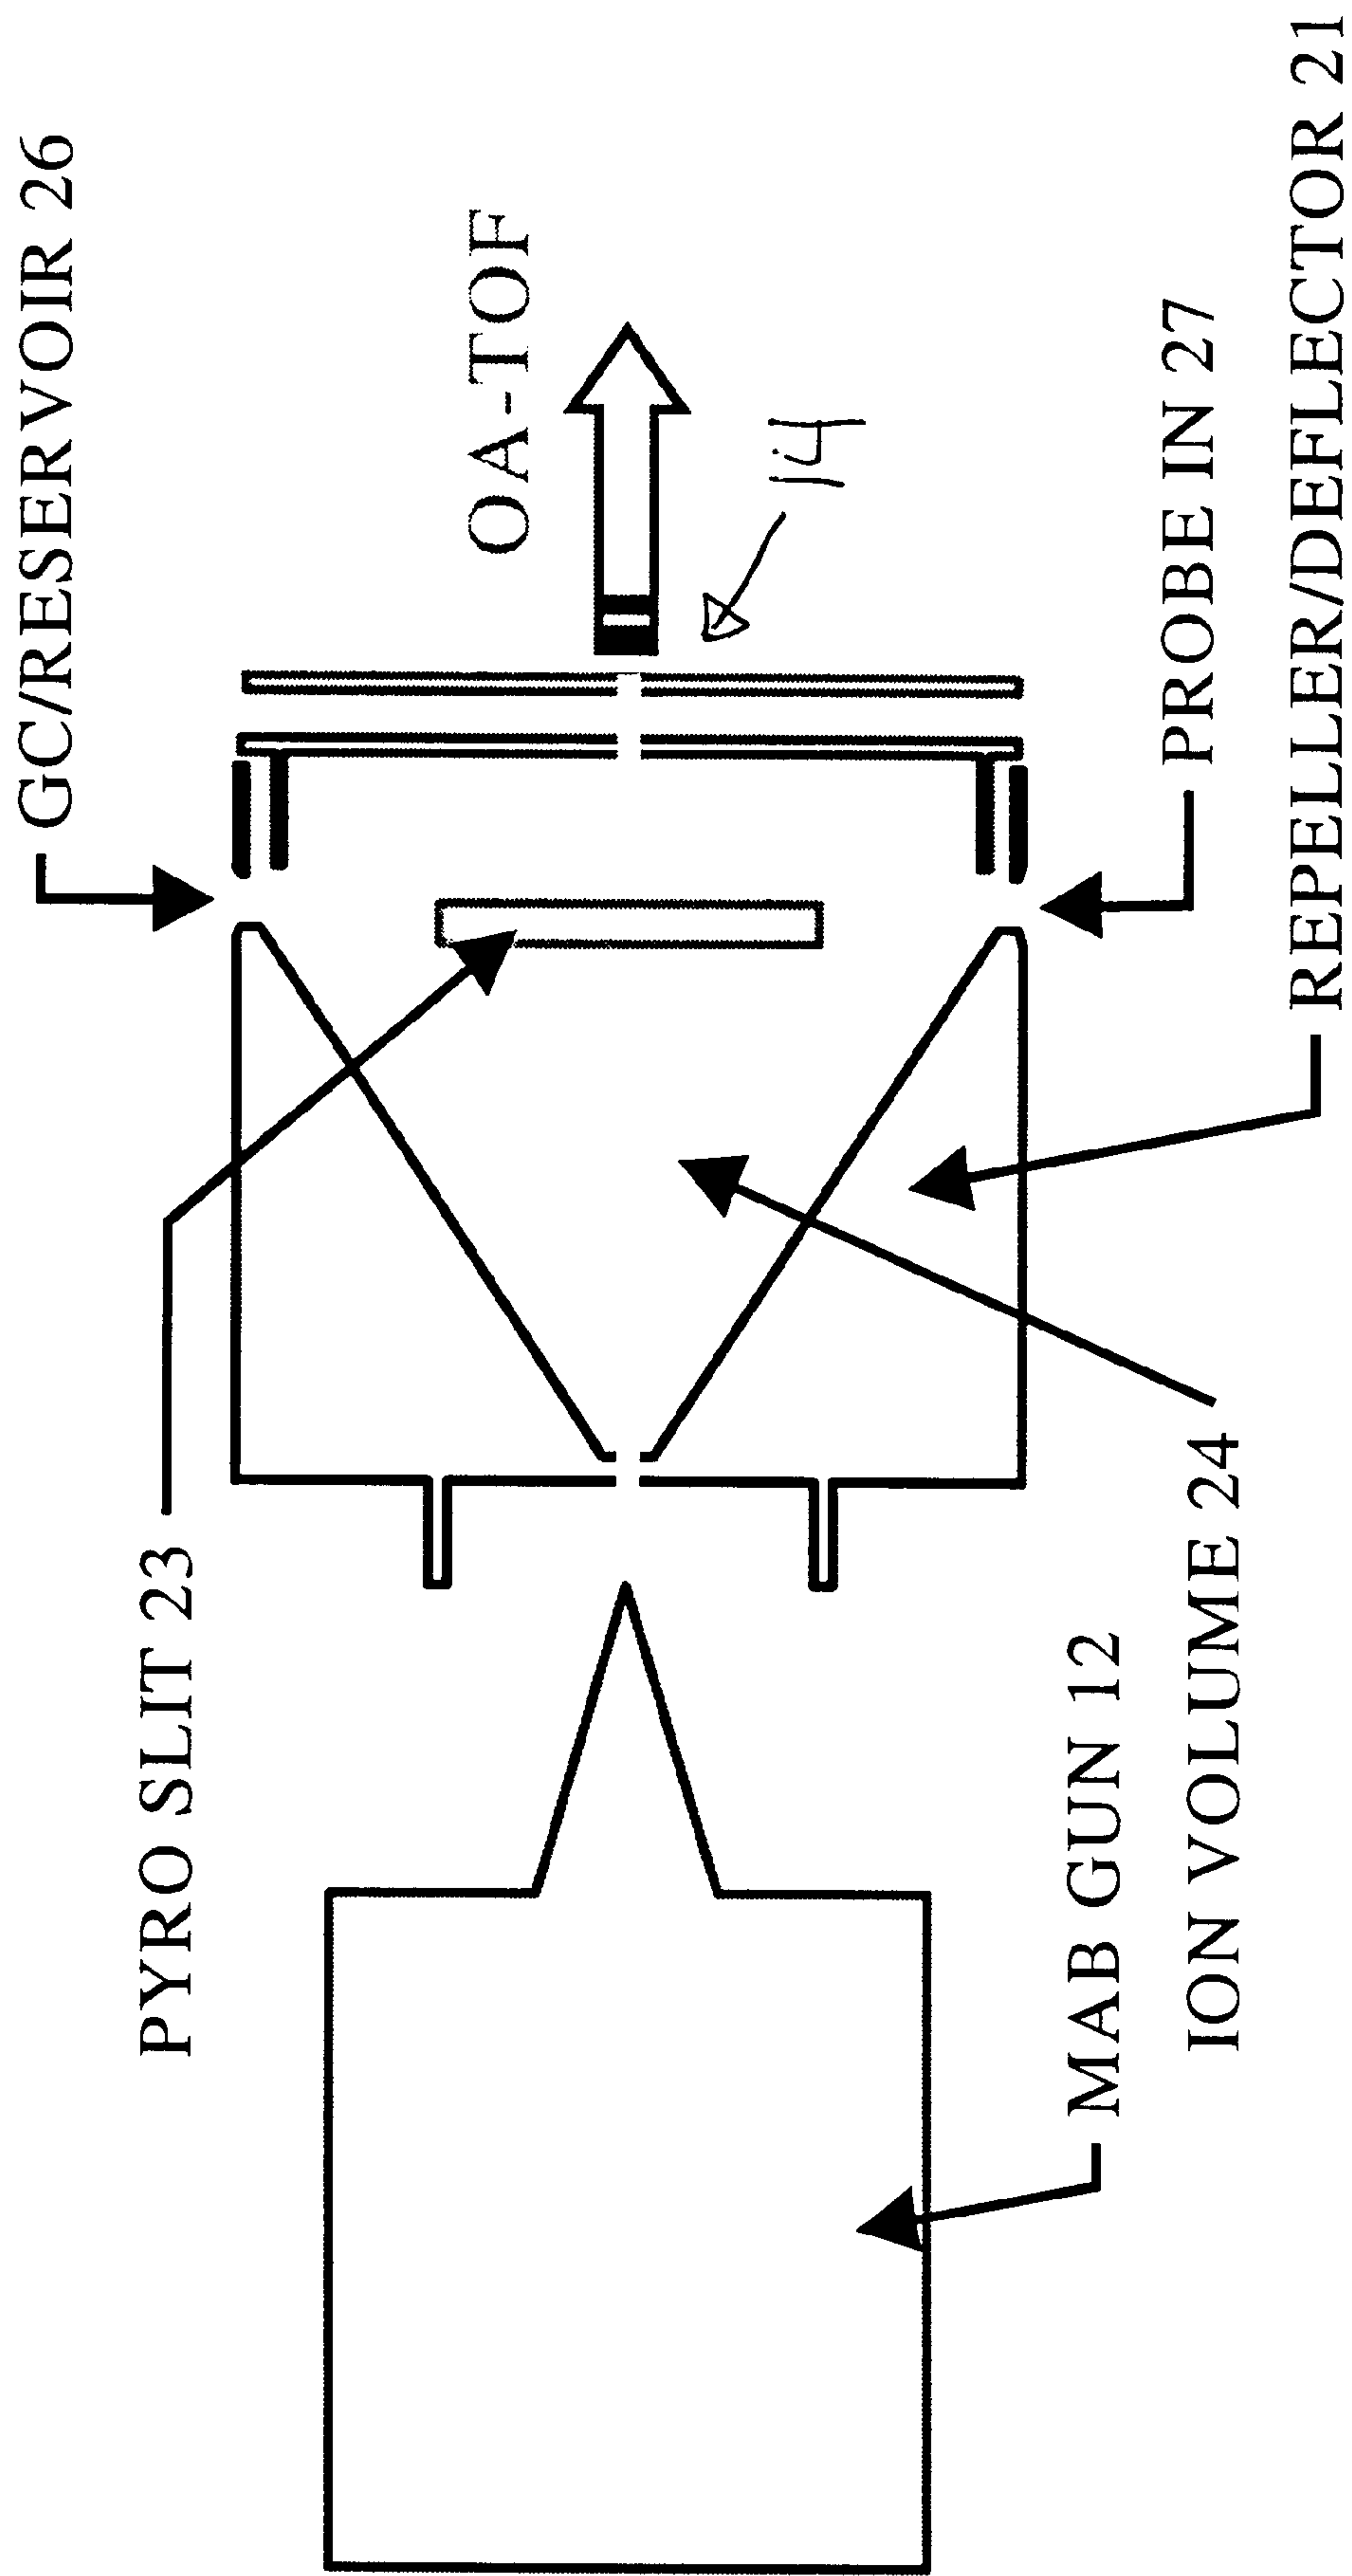 GC/RESERVOIR 26
PYRO SLIT 23
OA-TOF
14
MAB GUN 12
PROBE IN 27
ION VOLUME 24
REPELLER/DEFLECTOR 21